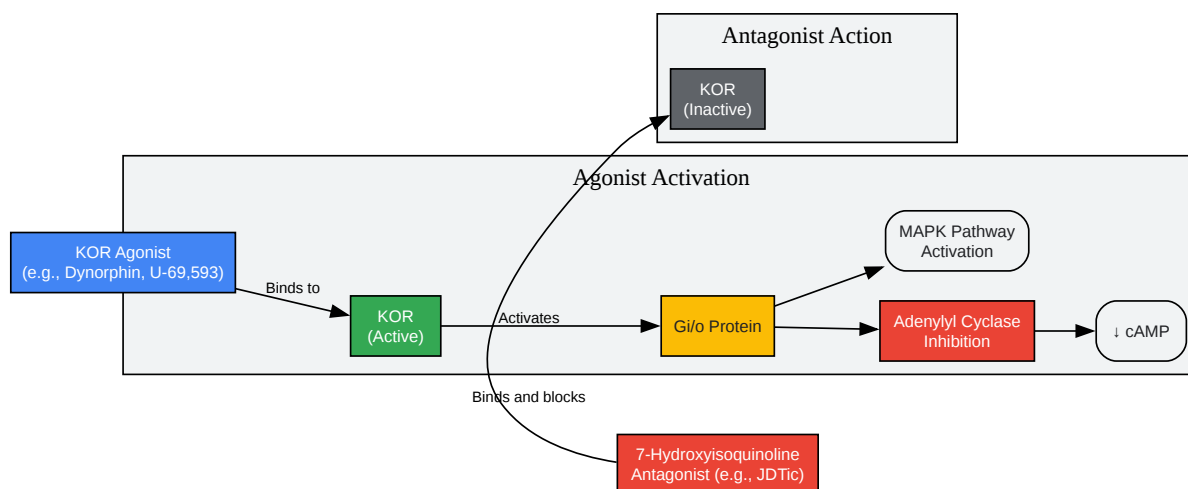 Antagonist Action
KOR
(Inactive)
Agonist Activation
MAPK Pathway
Activation
KOR Agonist
(e.g., Dynorphin, U-69,593)
Binds to
KOR
(Active)
Activates
Gi/o Protein
Adenylyl Cyclase
Inhibition
↓ cAMP
Binds and blocks
7-Hydroxyisoquinoline
Antagonist (e.g., JDTic)